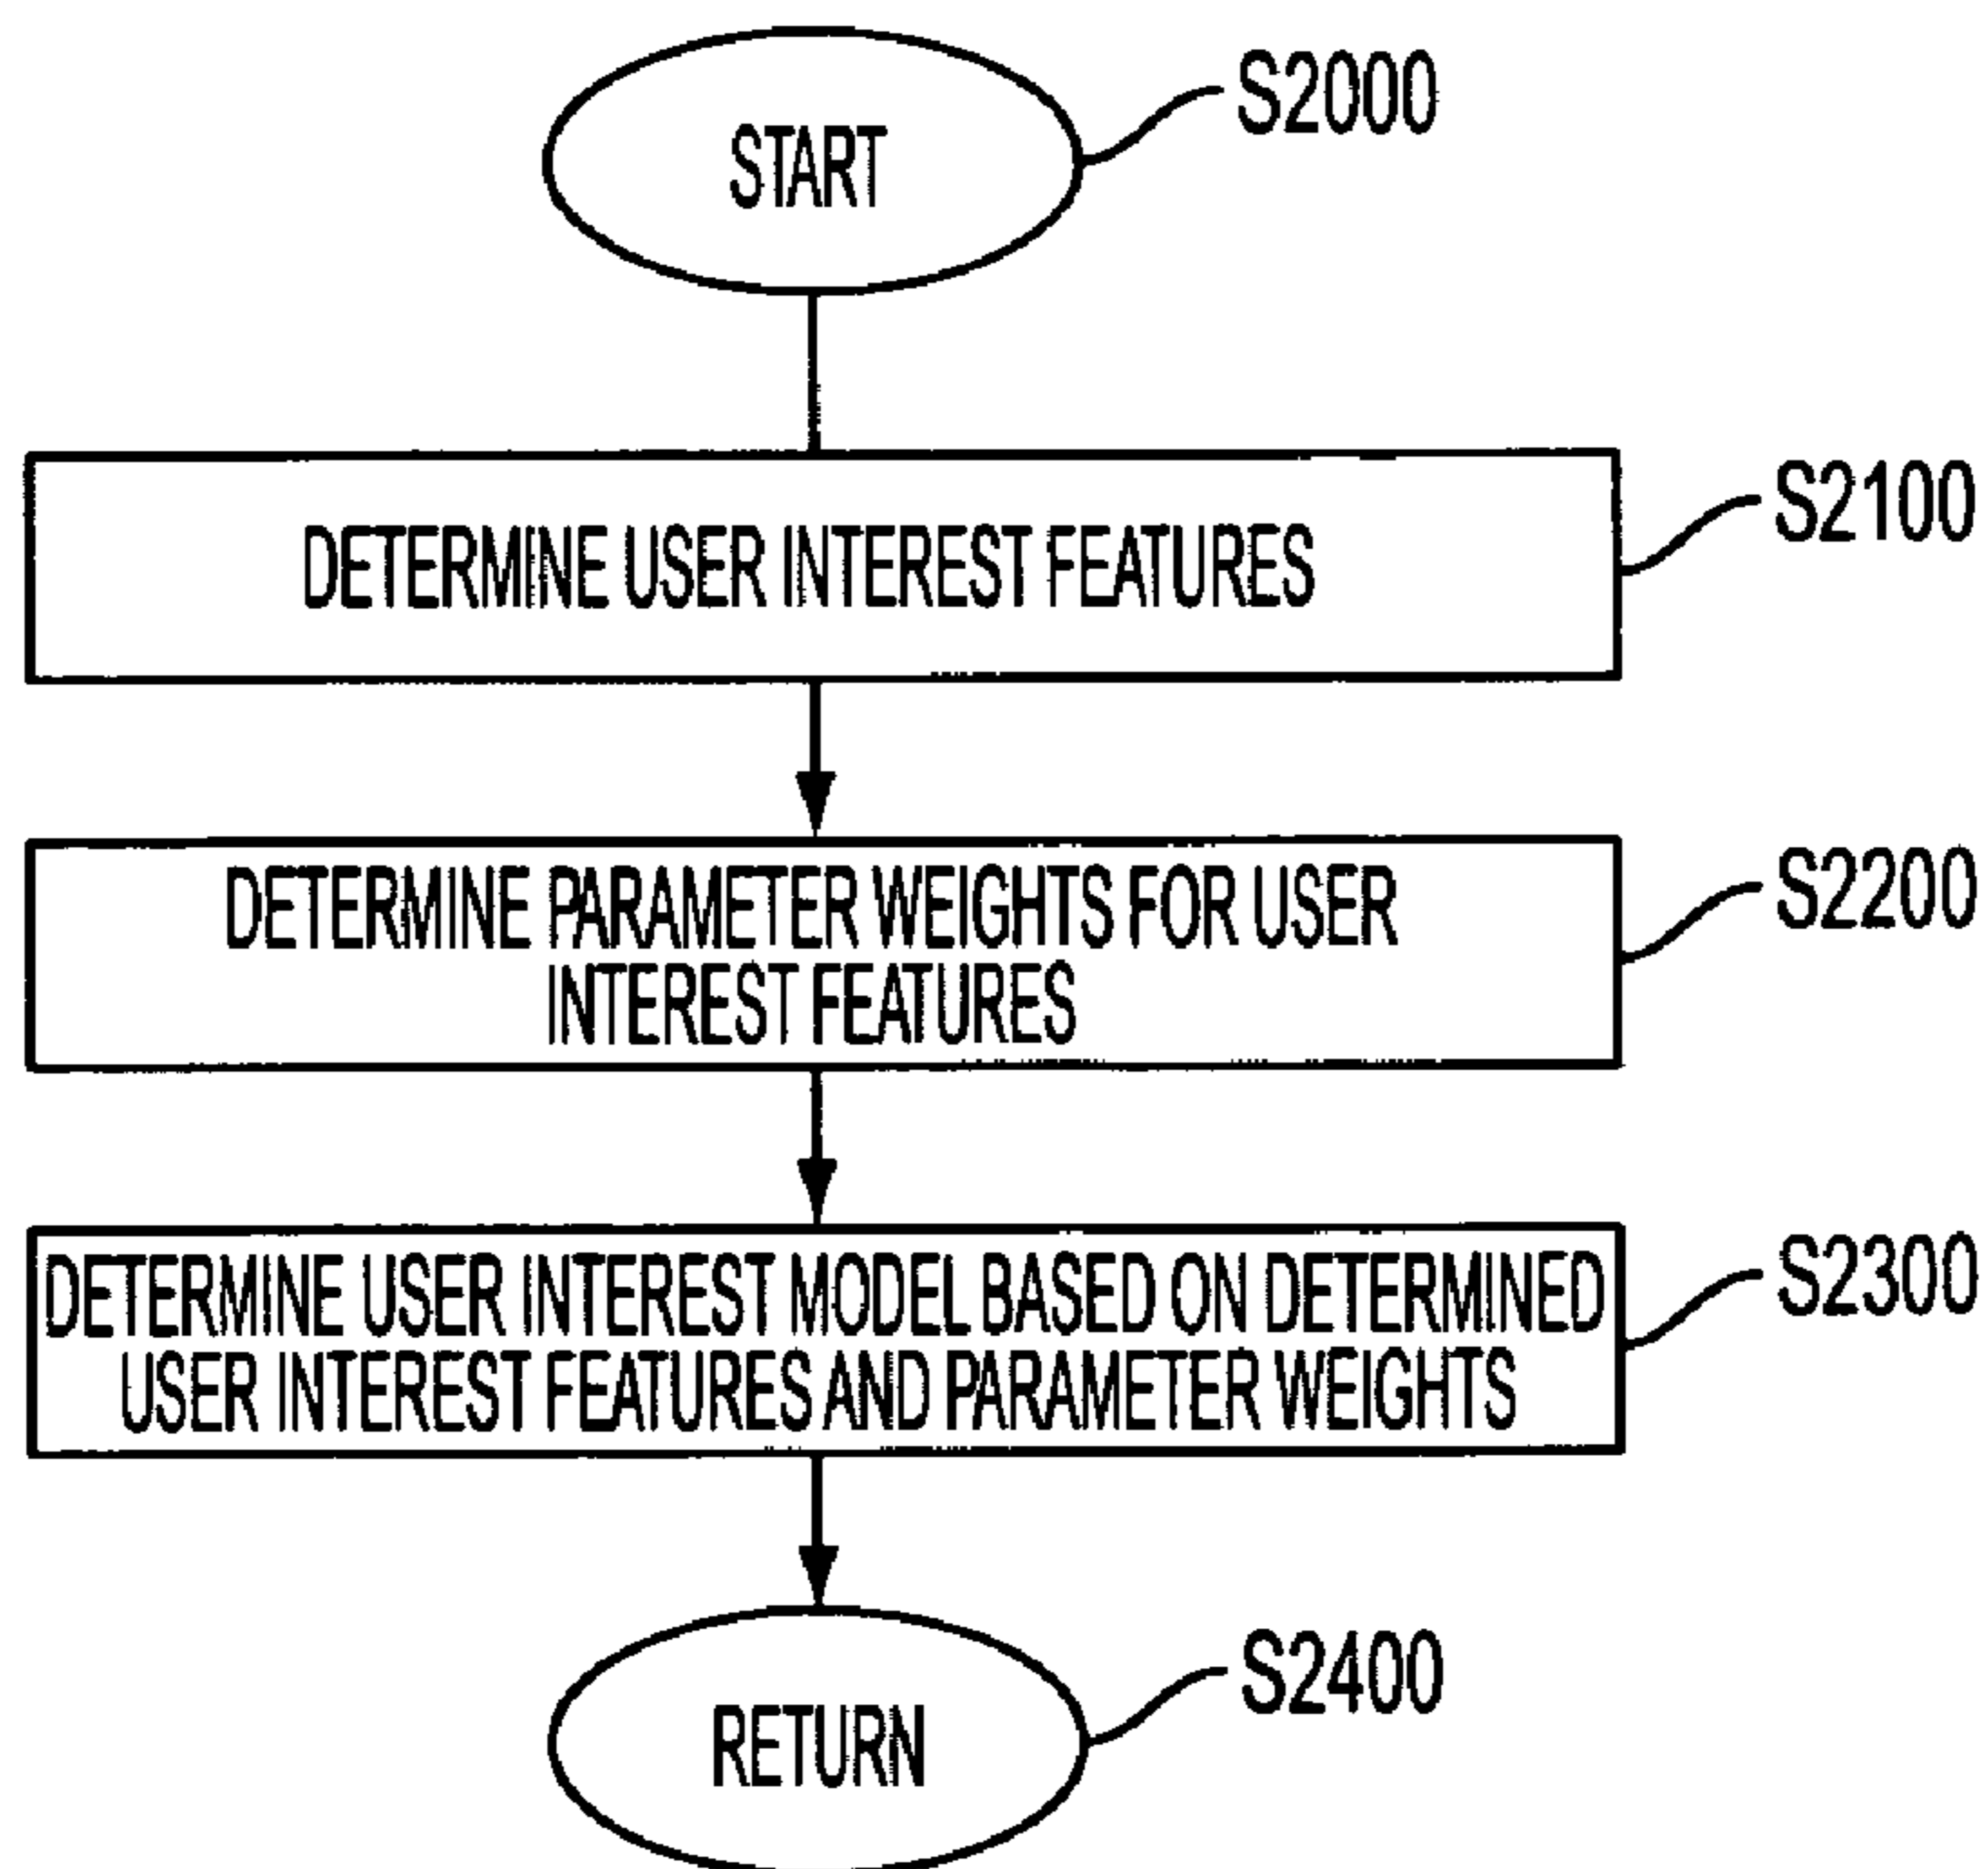 START
S2000
DETERMINE USER INTEREST FEATURES
S2100
DETERMINE PARAMETER WEIGHTS FOR USER
INTEREST FEATURES
S2200
DETERMINE USER INTEREST MODEL BASED ON DETERMINED
USER INTEREST FEATURES AND PARAMETER WEIGHTS
S2300
RETURN
S2400